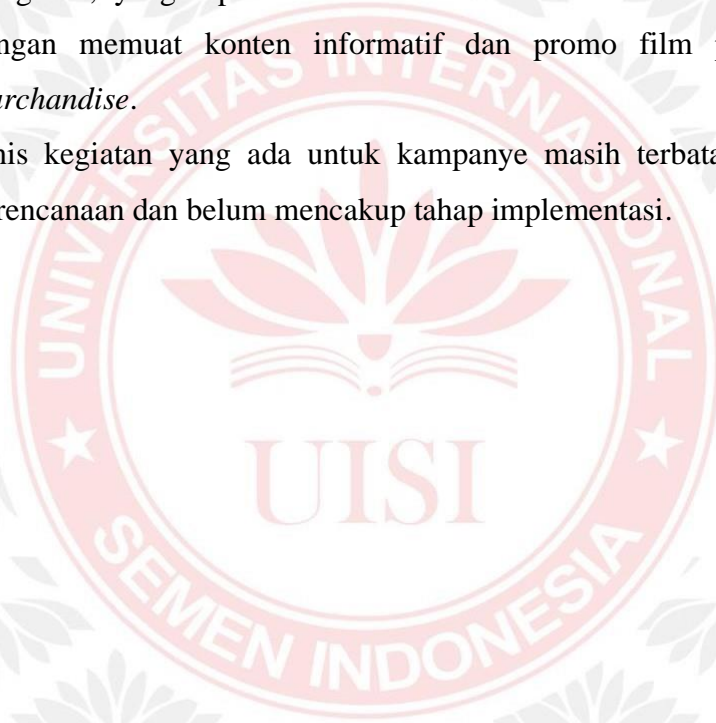 ngan memuat konten informatif dan promo film p
rchandise.
nis kegiatan yang ada untuk kampanye masih terbata
rencanaan dan belum mencakup tahap implementasi.
UNIVERSITAS INTERNASIONAL
UISI
SEMEN INDONESIA